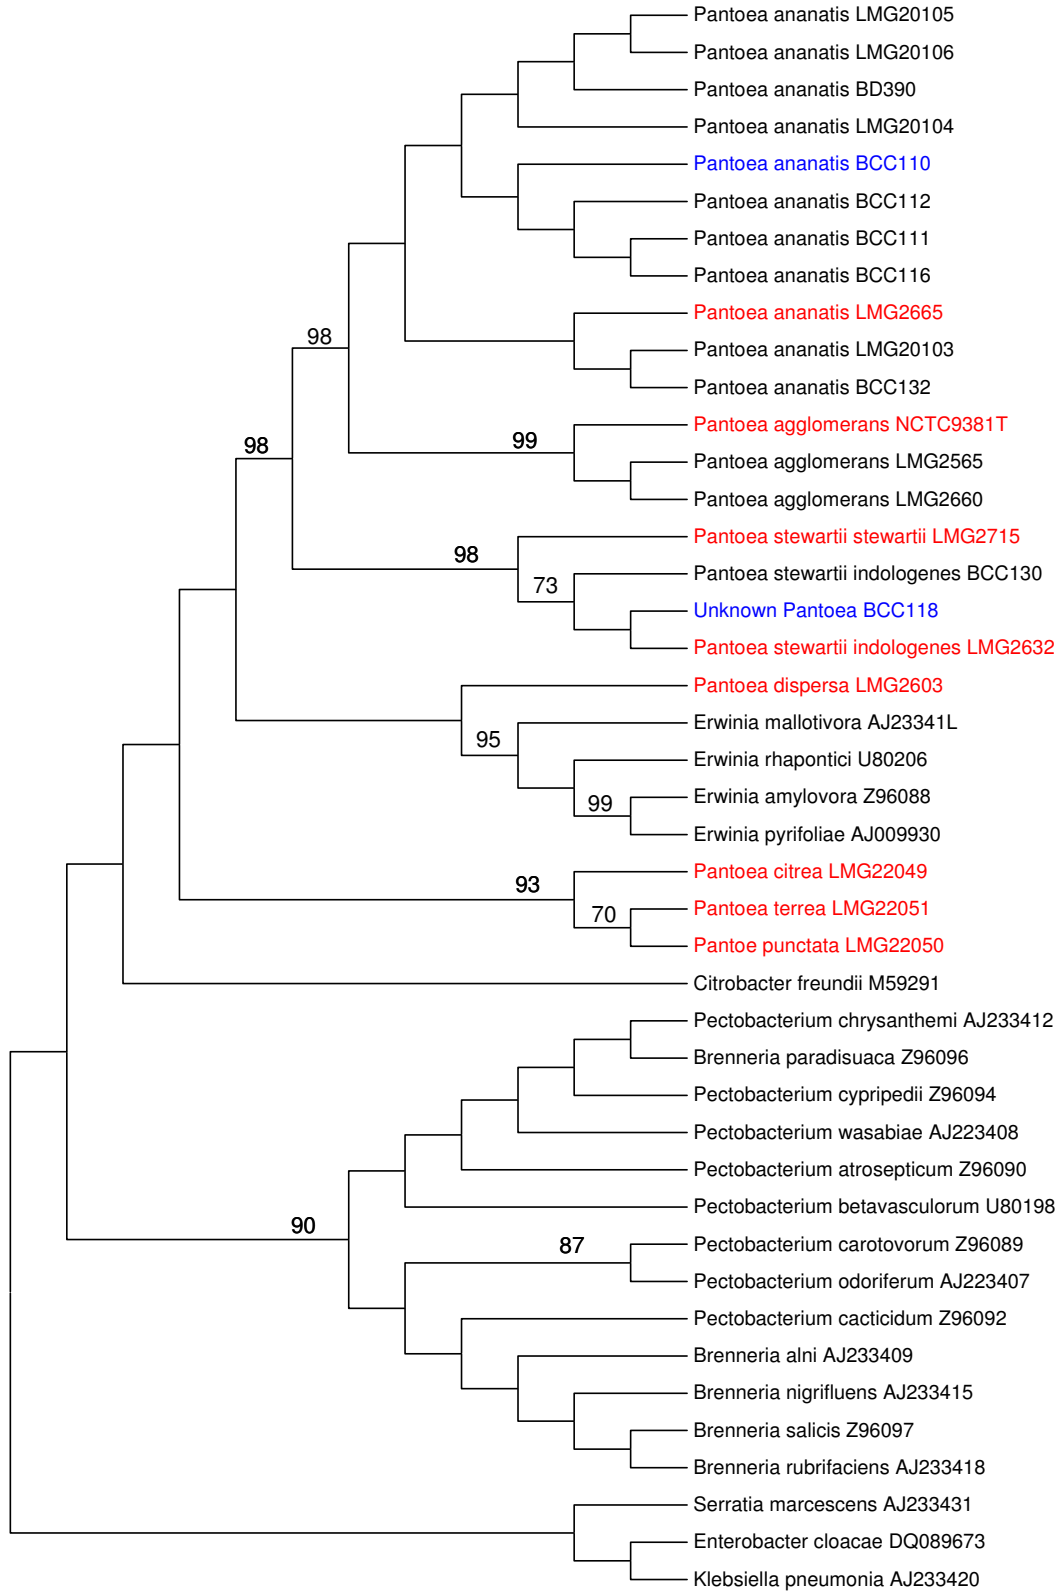 Pantoea ananatis LMG20105
Pantoea ananatis LMG20106
Pantoea ananatis BD390
Pantoea ananatis LMG20104
Pantoea ananatis BCC110
Pantoea ananatis BCC112
Pantoea ananatis BCC111
Pantoea ananatis BCC116
Pantoea ananatis LMG2665
98
Pantoea ananatis LMG20103
Pantoea ananatis BCC132
Pantoea agglomerans NCTC9381T
99
98
Pantoea agglomerans LMG2565
Pantoea agglomerans LMG2660
Pantoea stewartii stewartii LMG2715
98
Pantoea stewartii indologenes BCC130
73
Unknown Pantoea BCC118
Pantoea stewartii indologenes LMG2632
Pantoea dispersa LMG2603
Erwinia mallotivora AJ23341L
95
Erwinia rhapontici U80206
Erwinia amylovora Z96088
99
Erwinia pyrifoliae AJ009930
Pantoea citrea LMG22049
93
Pantoea terrea LMG22051
70
Pantoe punctata LMG22050
Citrobacter freundii M59291
Pectobacterium chrysanthemi AJ233412
Brenneria paradisuaca Z96096
Pectobacterium cypripedii Z96094
Pectobacterium wasabiae AJ223408
Pectobacterium atrosepticum Z96090
Pectobacterium betavasculorum U80198
90
Pectobacterium carotovorum Z96089
87
Pectobacterium odoriferum AJ223407
Pectobacterium cacticidum Z96092
Brenneria alni AJ233409
Brenneria nigrifluens AJ233415
Brenneria salicis Z96097
Brenneria rubrifaciens AJ233418
Serratia marcescens AJ233431
Enterobacter cloacae DQ089673
Klebsiella pneumonia AJ233420